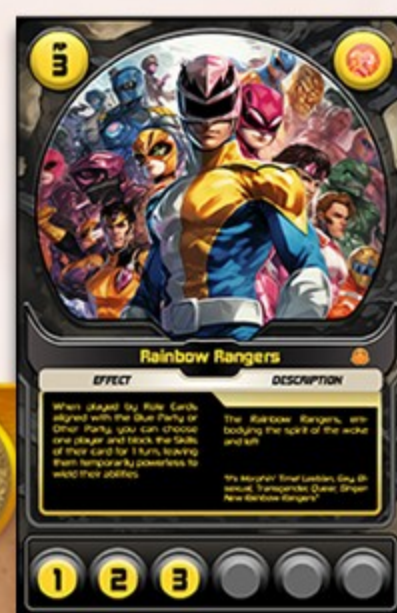 3
Rainbow Rangers
EFFECT
DESCRIPTION
When played by Role Cards
aligned with the Blue Party or
Other Party, you can choose
one player and block the Skills
of their card for 1 turn, leaving
them temporarily powerless to
wield their abilities
The Rainbow Rangers, em-
bodying the spirit of the woke
and left
"It's Morphin' Time! Lesbian, Gay, Bi-
sexual, Transgender, Queer, Ginger!
New Rainbow Rangers"
1 2 3